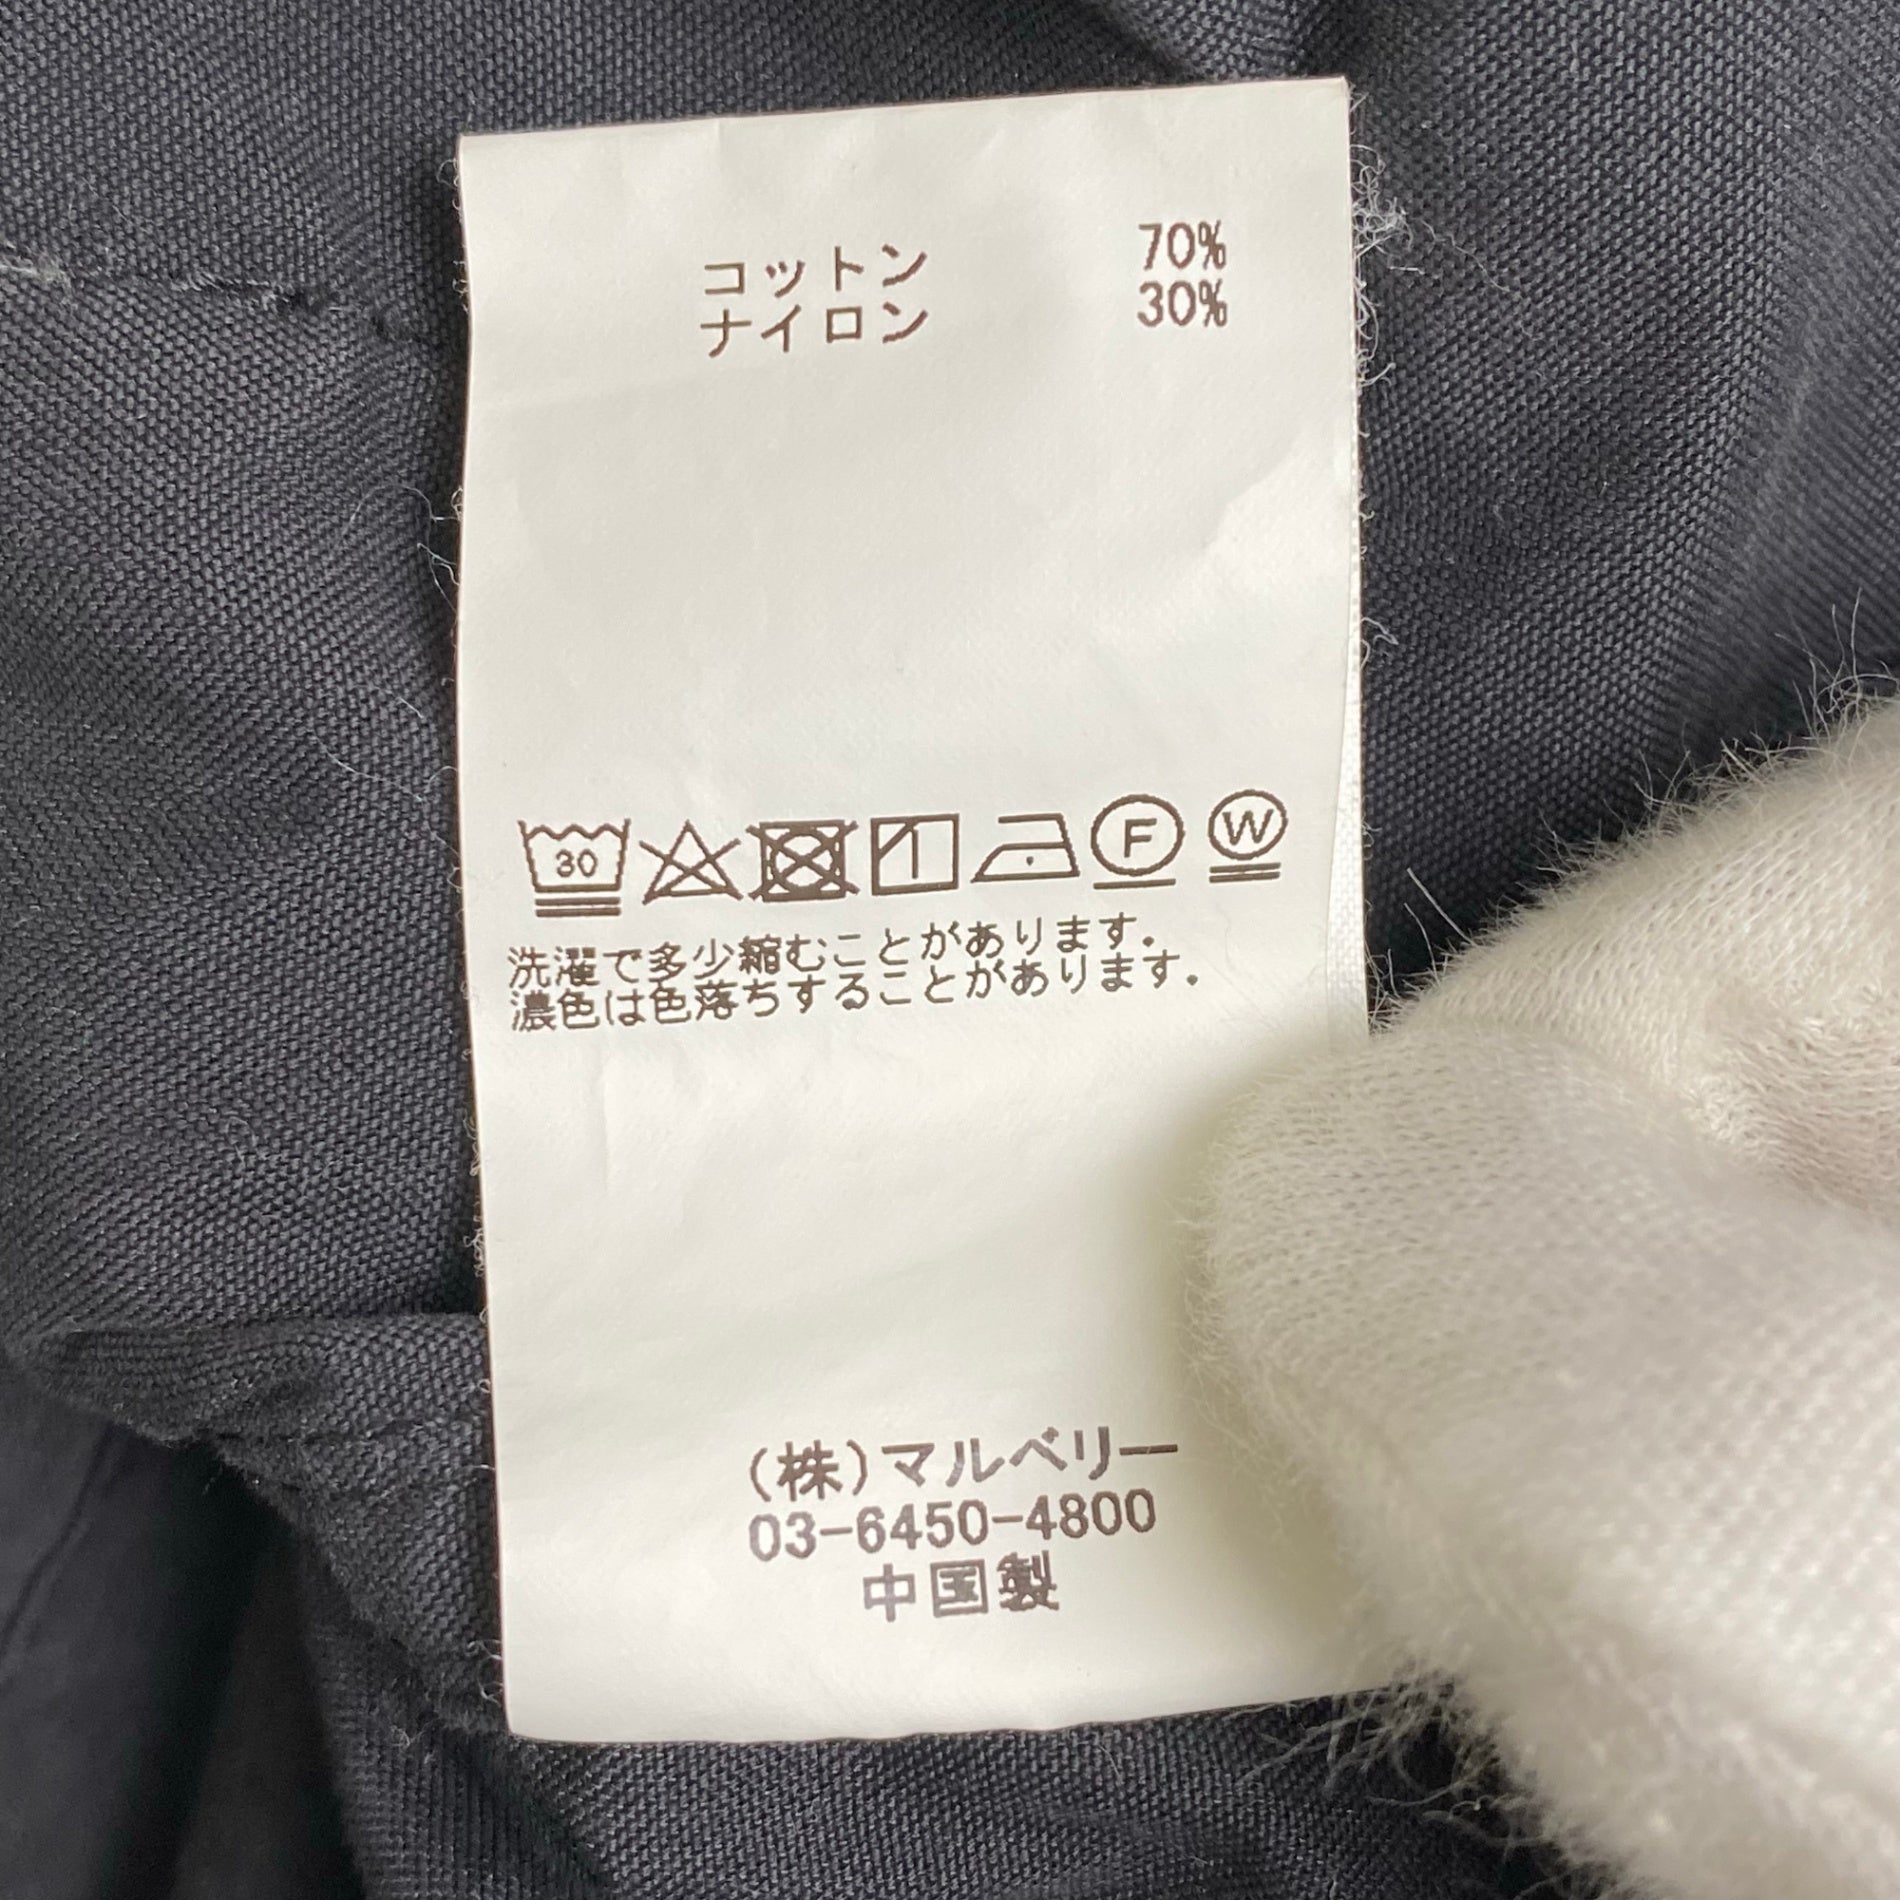 コットン 70%
ナイロン 30%
30 F W
洗濯で多少縮むことがあります.
濃色は色落ちすることがあります.
(株)マルベリー
03-6450-4800
中国製